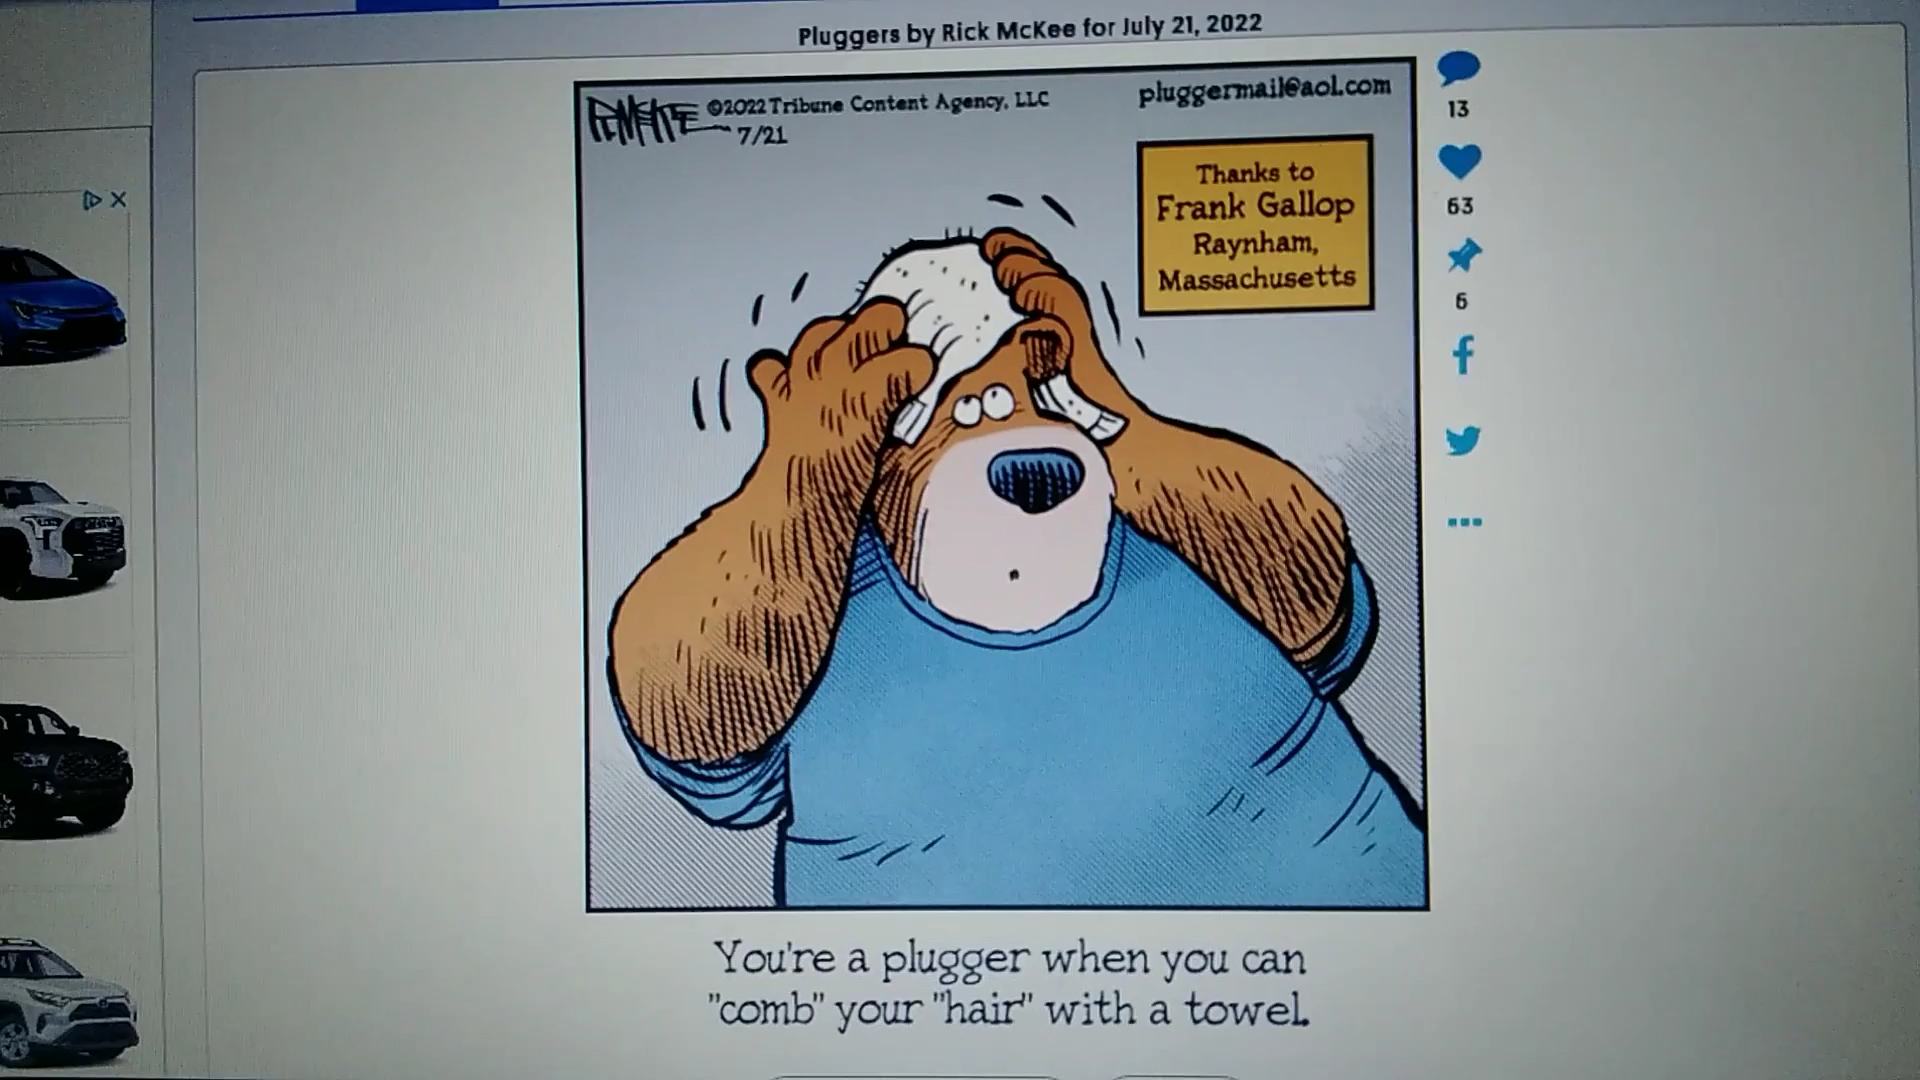 Pluggers by Rick McKee for July 21, 2022
©2022 Tribune Content Agency, LLC
7/21
pluggermail@aol.com
Thanks to
Frank Gallop
Raynham,
Massachusetts
13
63
6
You're a plugger when you can
"comb" your "hair" with a towel.